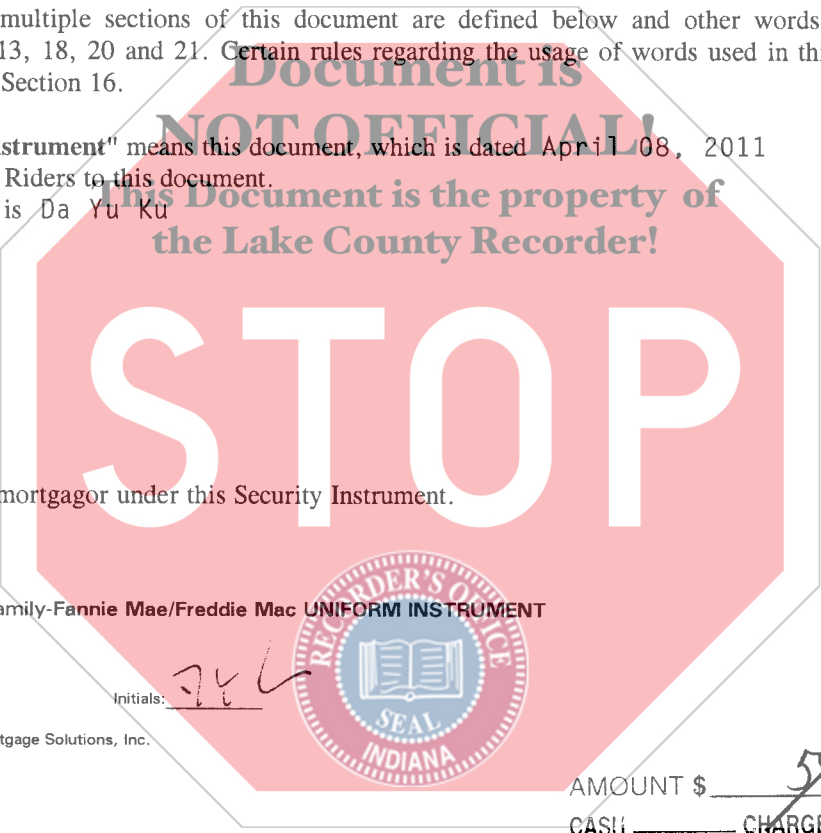 multiple sections of this document are defined below and other words
13, 18, 20 and 21. Certain rules regarding the usage of words used in thi
Section 16.
Document is
NOT OFFICIAL!
strument" means this document, which is dated April 08, 2011
Riders to this document.
This Document is the property of
is Da Yu Ku
the Lake County Recorder!
STOP
mortgagor under this Security Instrument.
amily-Fannie Mae/Freddie Mac UNIFORM INSTRUMENT
RECORDER'S OFFICE
Initials:
SEAL
tgage Solutions, Inc.
INDIANA
AMOUNT $
CASH CHARGE